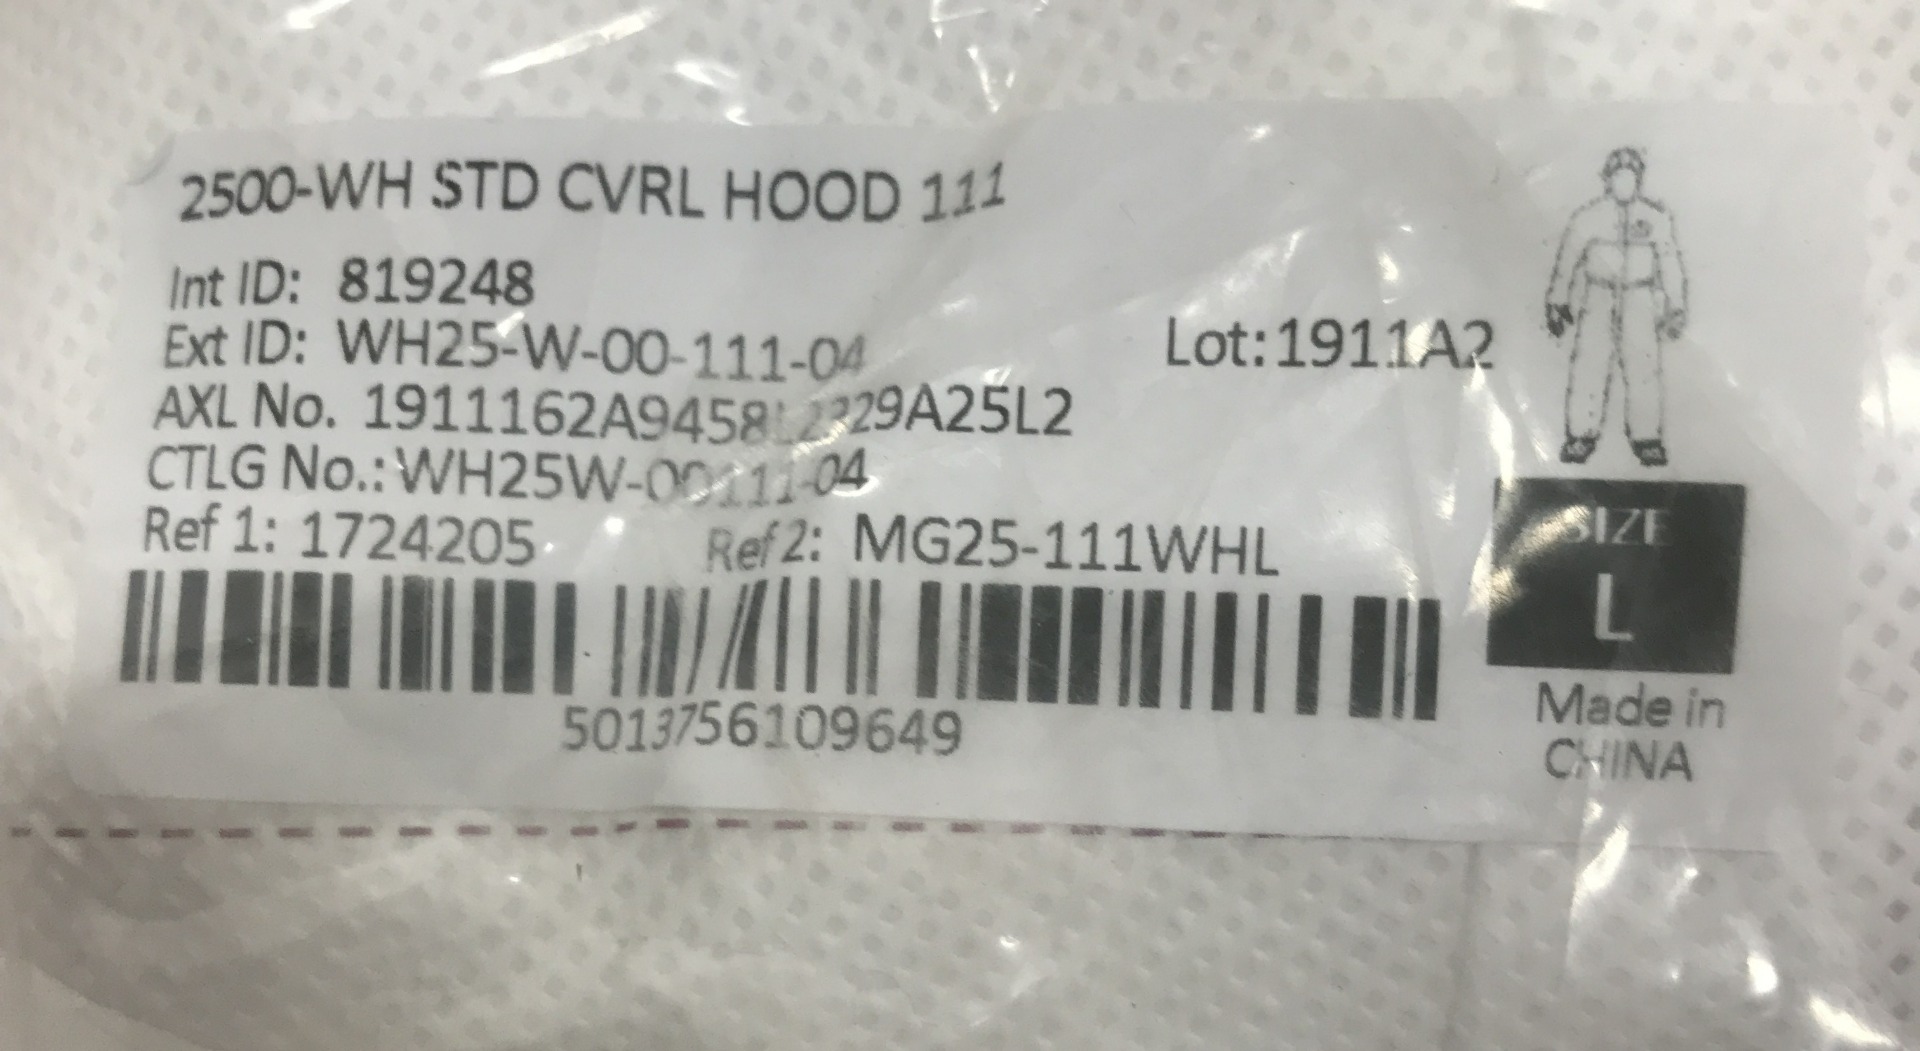 2500-WH STD CVRL HOOD 111
Int ID: 819248
Ext ID: WH25-W-00-111-04
Lot:1911A2
AXL No.
CTLG No.: WH25W-00111-04
Ref 1: 1724205 Ref 2: MG25-111WHL
5013756109649
SIZE
L
Made in
CHINA